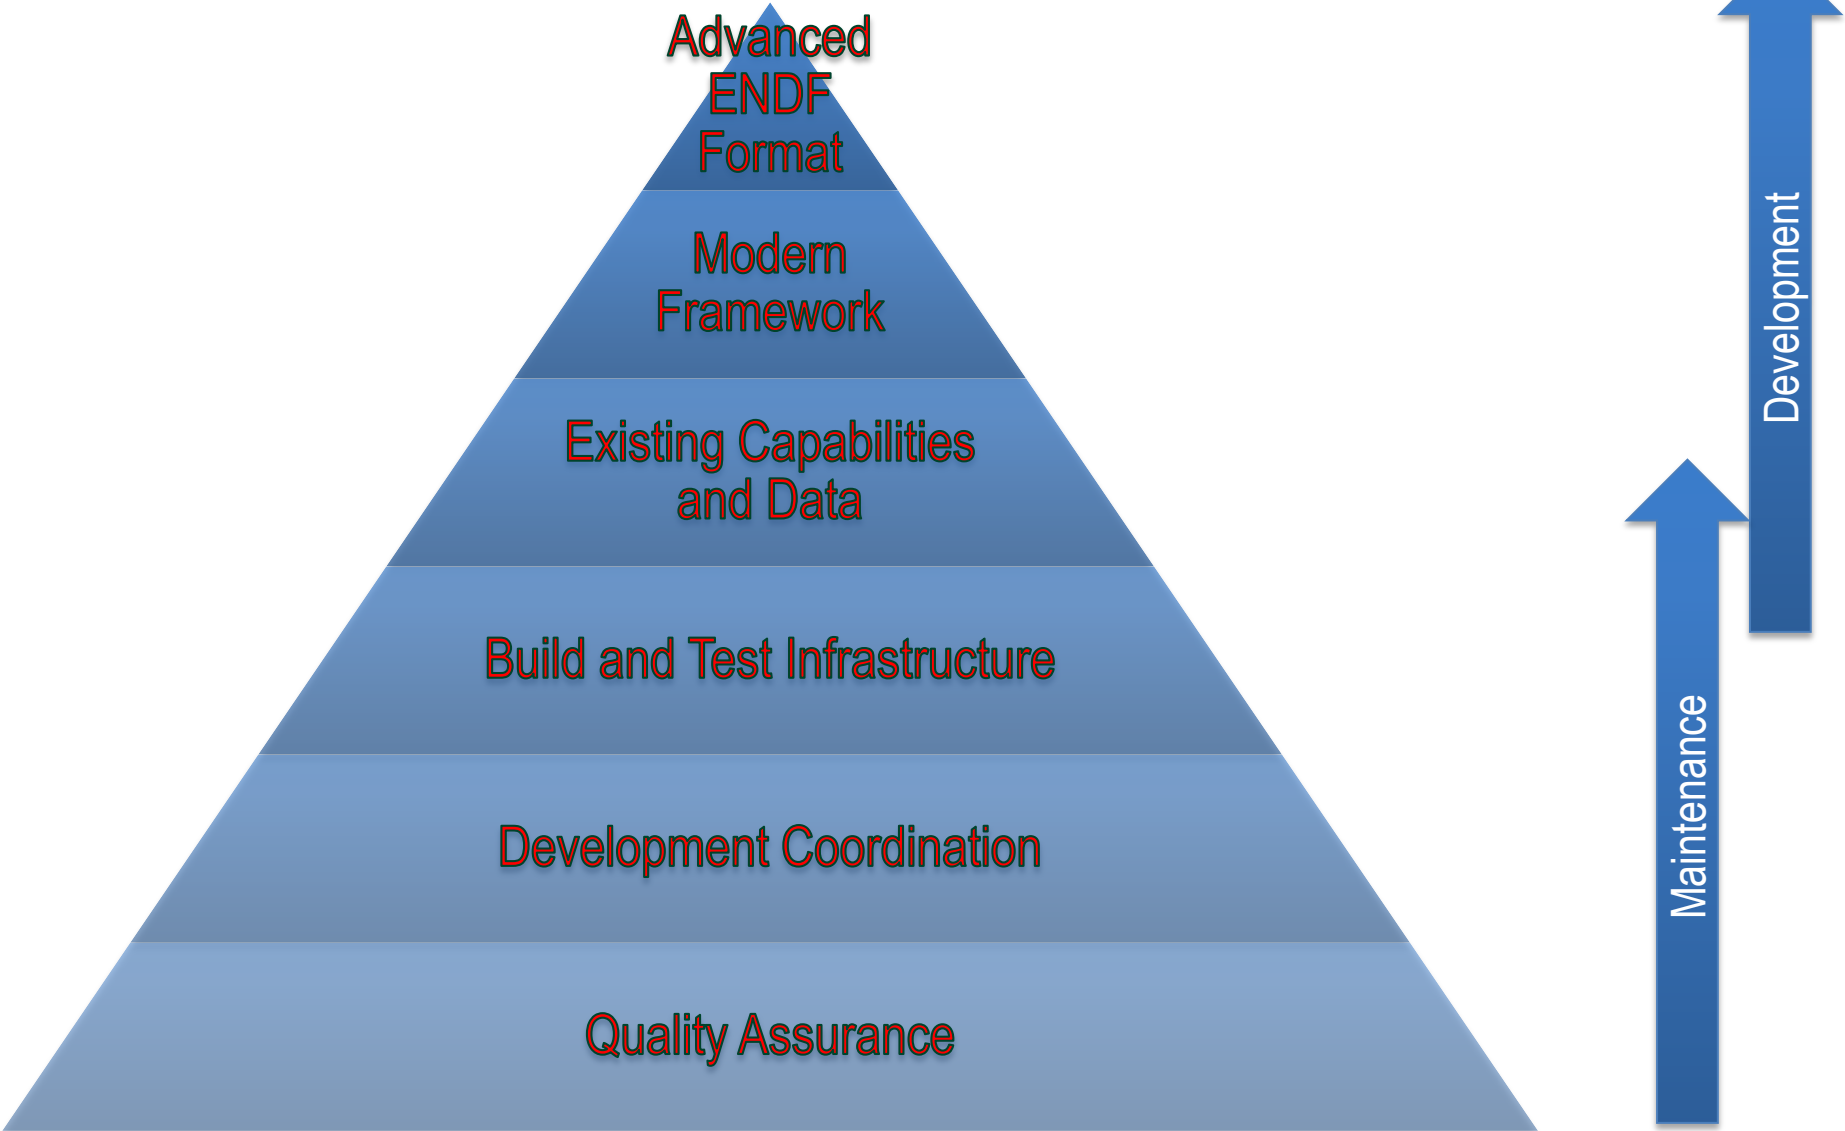 Advanced
ENDF
Format
Modern
Framework
Existing Capabilities
and Data
Build and Test Infrastructure
Development Coordination
Quality Assurance
Development
Maintenance